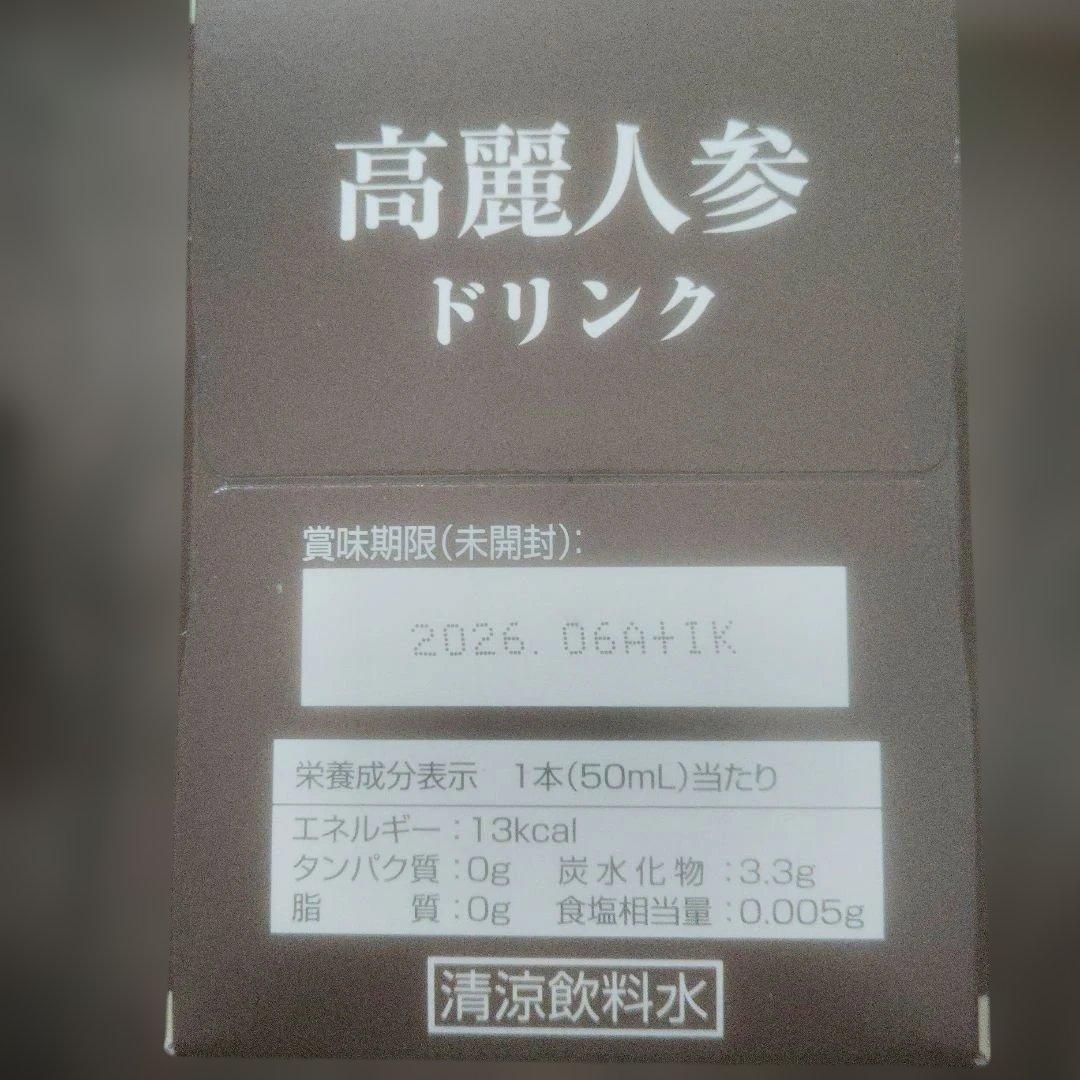 高麗人参
ドリンク
賞味期限(未開封):
2026. 06A+IK
栄養成分表示 1本(50mL)当たり
エネルギー:13kcal
タンパク質:0g 炭水化物:3.3g
脂質:0g 食塩相当量:0.005g
清涼飲料水